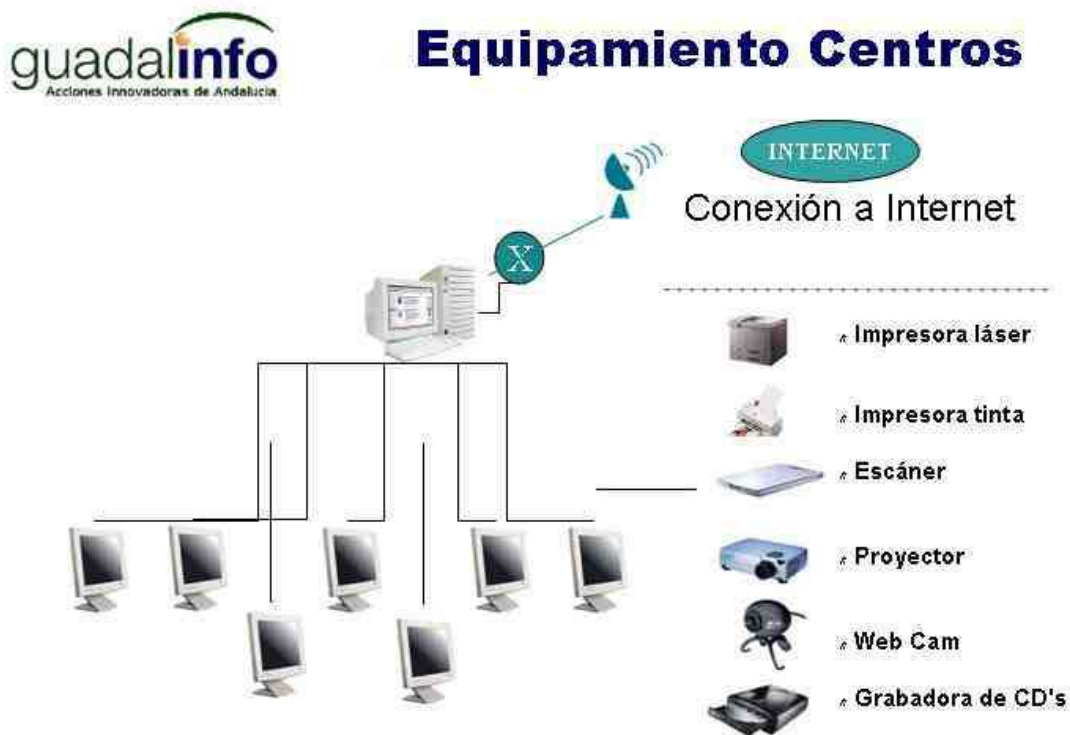 guadalinfo
Acciones Innovadoras de Andalucia
Equipamiento Centros
INTERNET
Conexión a Internet
X
Impresora láser
Impresora tinta
Escáner
Proyector
Web Cam
Grabadora de CD's